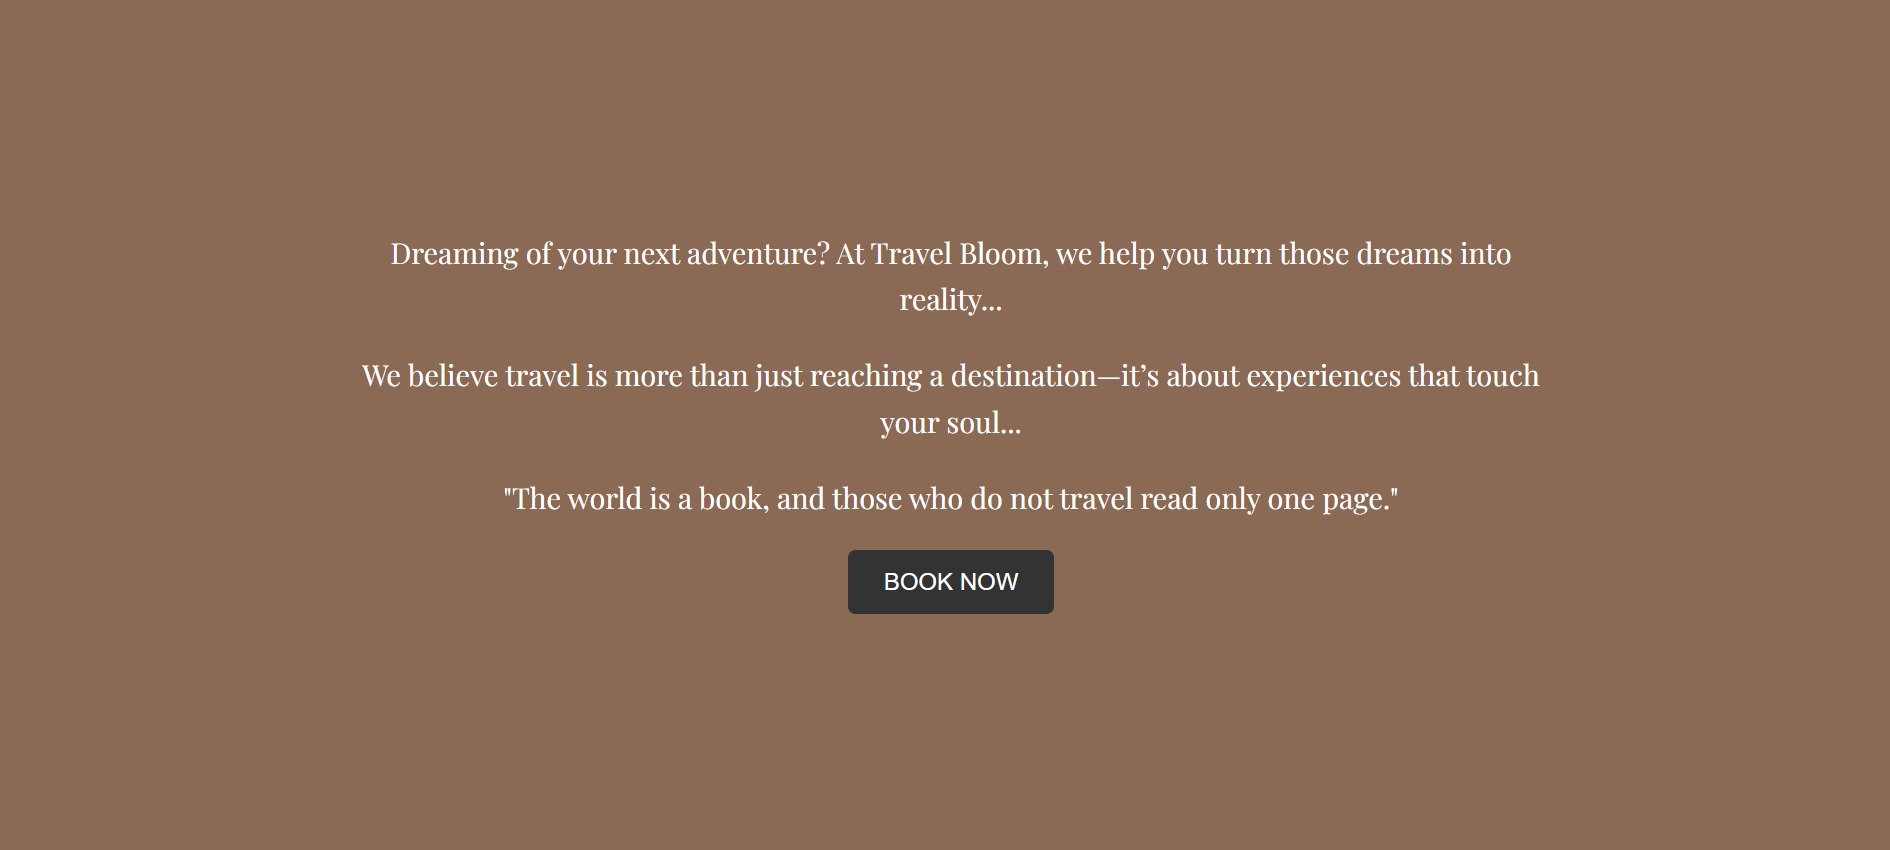 Dreaming of your next adventure? At Travel Bloom, we help you turn those dreams into
reality...
We believe travel is more than just reaching a destination—it’s about experiences that touch
your soul...
"The world is a book, and those who do not travel read only one page."
BOOK NOW